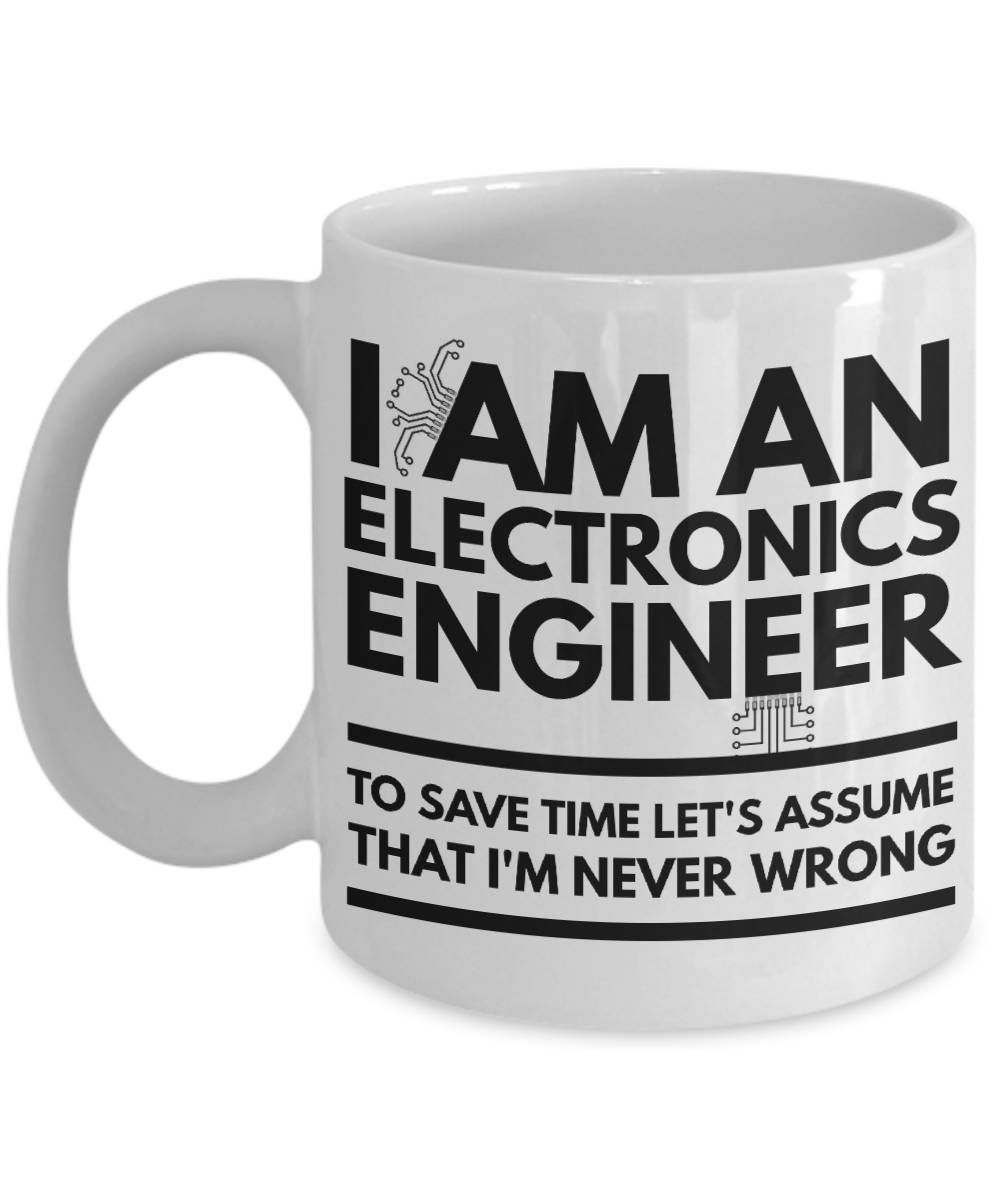 I AM AN
ELECTRONICS
ENGINEER
TO SAVE TIME LET'S ASSUME
THAT I'M NEVER WRONG